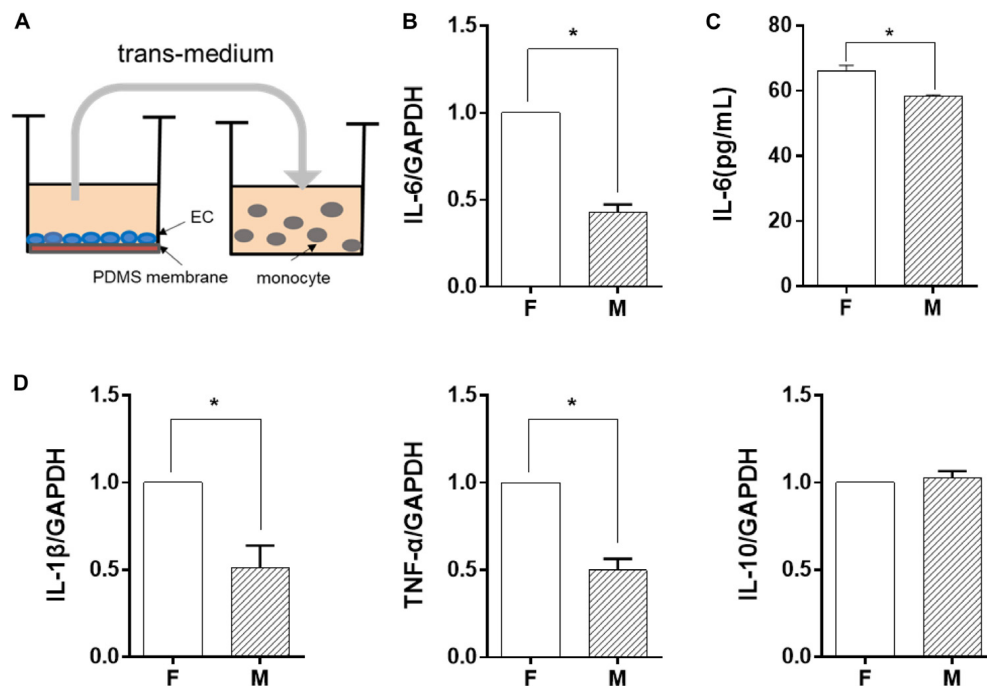 A
trans-medium
EC
PDMS membrane
monocyte
B
IL-6/GAPDH
1.5
1.0
0.5
0.0
*
F
M
C
IL-6(pg/mL)
80
60
40
20
0
*
F
M
D
IL-1β/GAPDH
1.5
1.0
0.5
0.0
*
F
M
TNF-α/GAPDH
1.5
1.0
0.5
0.0
*
F
M
IL-10/GAPDH
1.5
1.0
0.5
0.0
F
M